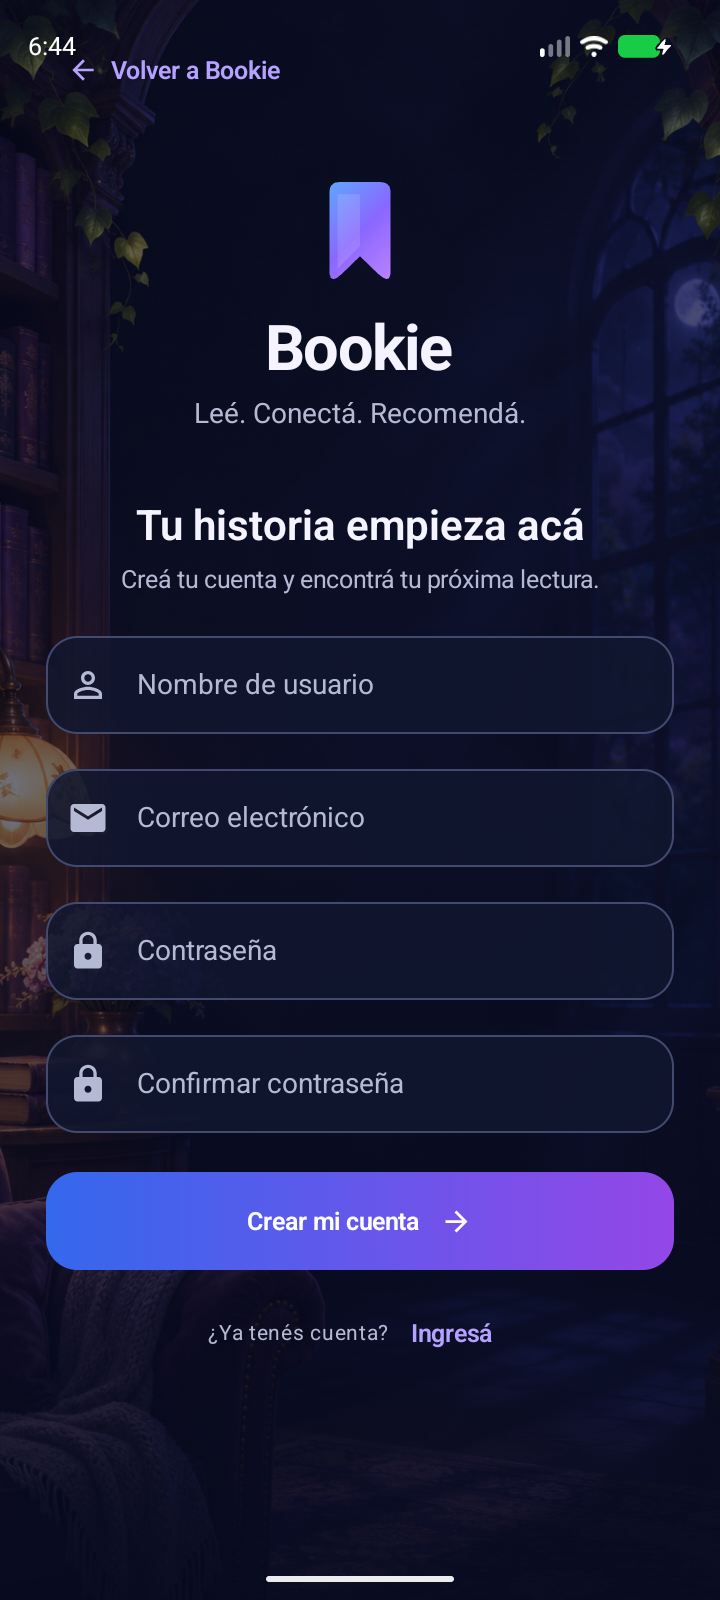 6:44
Volver a Bookie
Bookie
Leé. Conectá. Recomendá.
Tu historia empieza acá
Creá tu cuenta y encontrá tu próxima lectura.
Nombre de usuario
Correo electrónico
Contraseña
Confirmar contraseña
Crear mi cuenta
¿Ya tenés cuenta? Ingresá